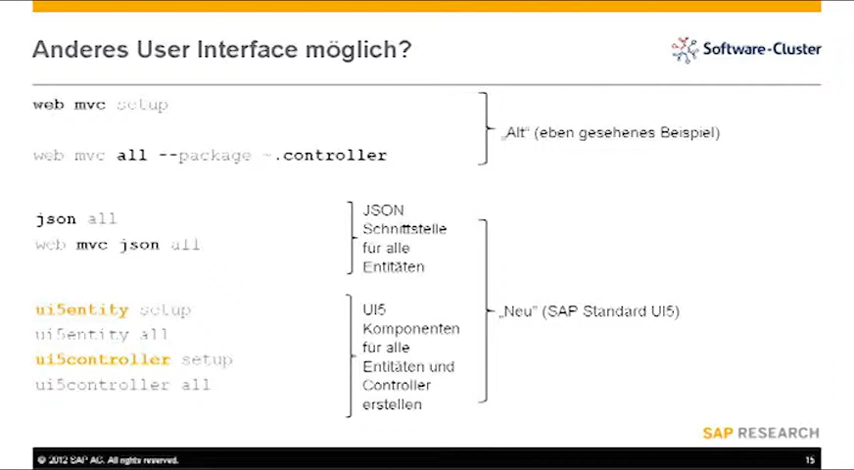 Anderes User Interface möglich?
Software-Cluster
web mvc setup
„Alt“ (eben gesehenes Beispiel)
web mvc all --package ~.controller
json all
web mvc json all
JSON
Schnittstelle
für alle
Entitäten
„Neu“ (SAP Standard UI5)
ui5entity setup
ui5entity all
ui5controller setup
ui5controller all
UI5
Komponenten
für alle
Entitäten und
Controller
erstellen
SAP RESEARCH
© 2012 SAP AG. All rights reserved.
15